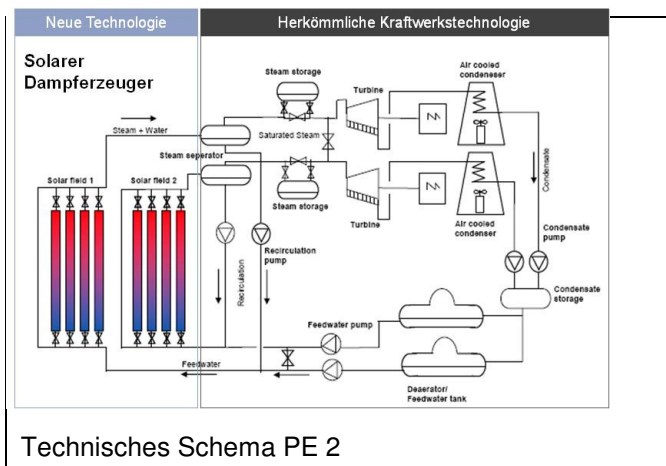 Neue Technologie
Herkömmliche Kraftwerkstechnologie
Solarer
Dampferzeuger
Steam storage
Turbine
Air cooled
condeneser
Steam + Water
Saturated Steam
Steam seperator
Solar field 1
Solar field 2
Steam storage
Turbine
Air cooled
condenser
Condensate
Condensate
pump
Recirculation
pump
Recirculation
Condensate
storage
Feedwater pump
Feedwater
Deaerator/
Feedwater tank
Technisches Schema PE 2